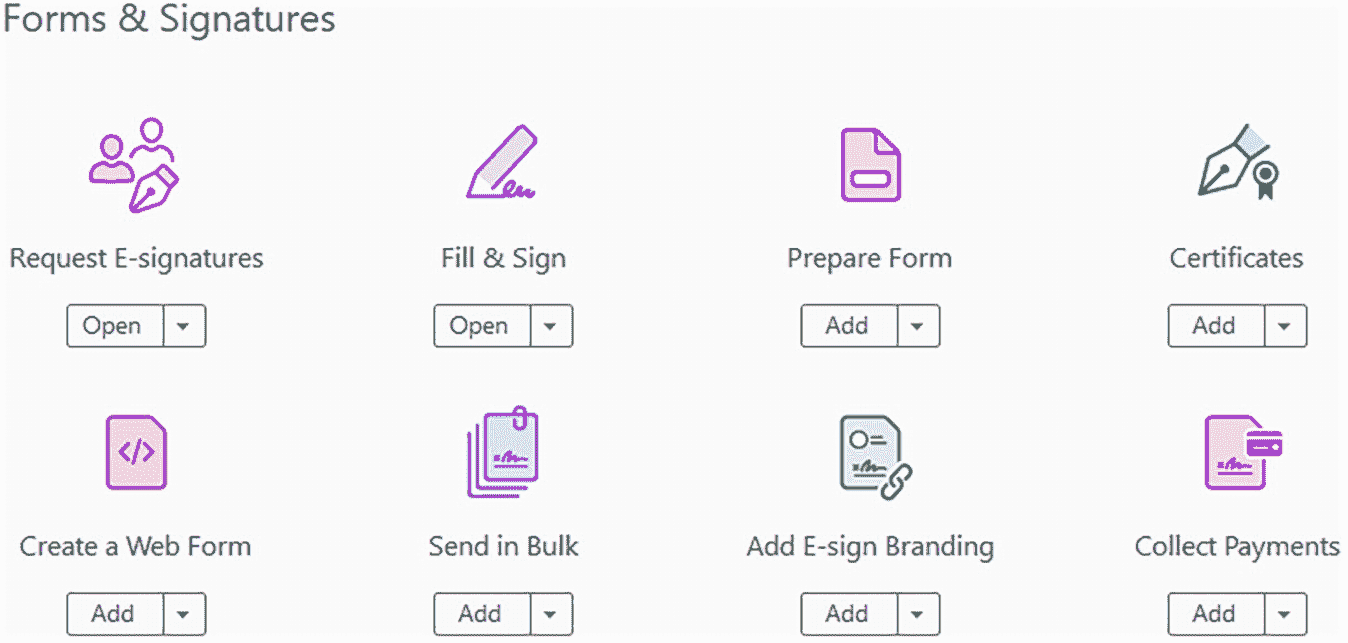 Forms & Signatures
Request E-signatures
Fill & Sign
Prepare Form
Certificates
Open
Open
Add
Add
Create a Web Form
Send in Bulk
Add E-sign Branding
Collect Payments
Add
Add
Add
Add